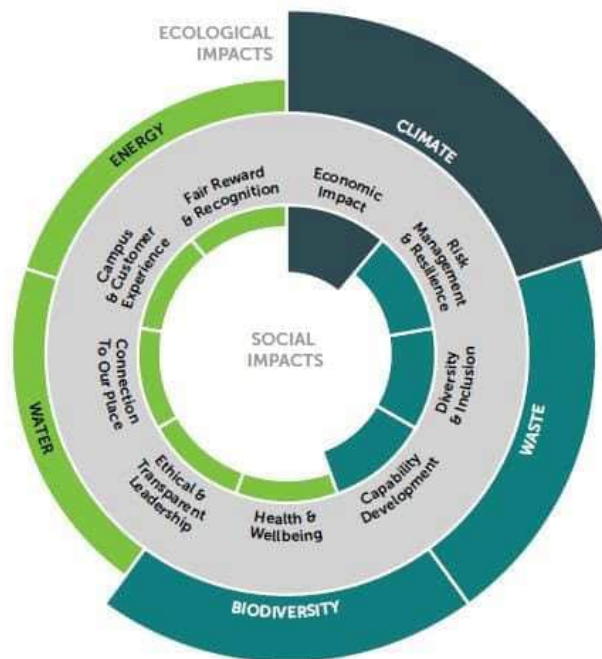 ECOLOGICAL
IMPACTS
CLIMATE
WASTE
BIODIVERSITY
WATER
ENERGY
Economic
Impact
Risk
Management
& Resilience
Diversity
& Inclusion
Capability
Development
Health &
Wellbeing
Ethical &
Transparent
Leadership
Connection
To Our Place
Campus
& Customer
Experience
Fair Reward
& Recognition
SOCIAL
IMPACTS